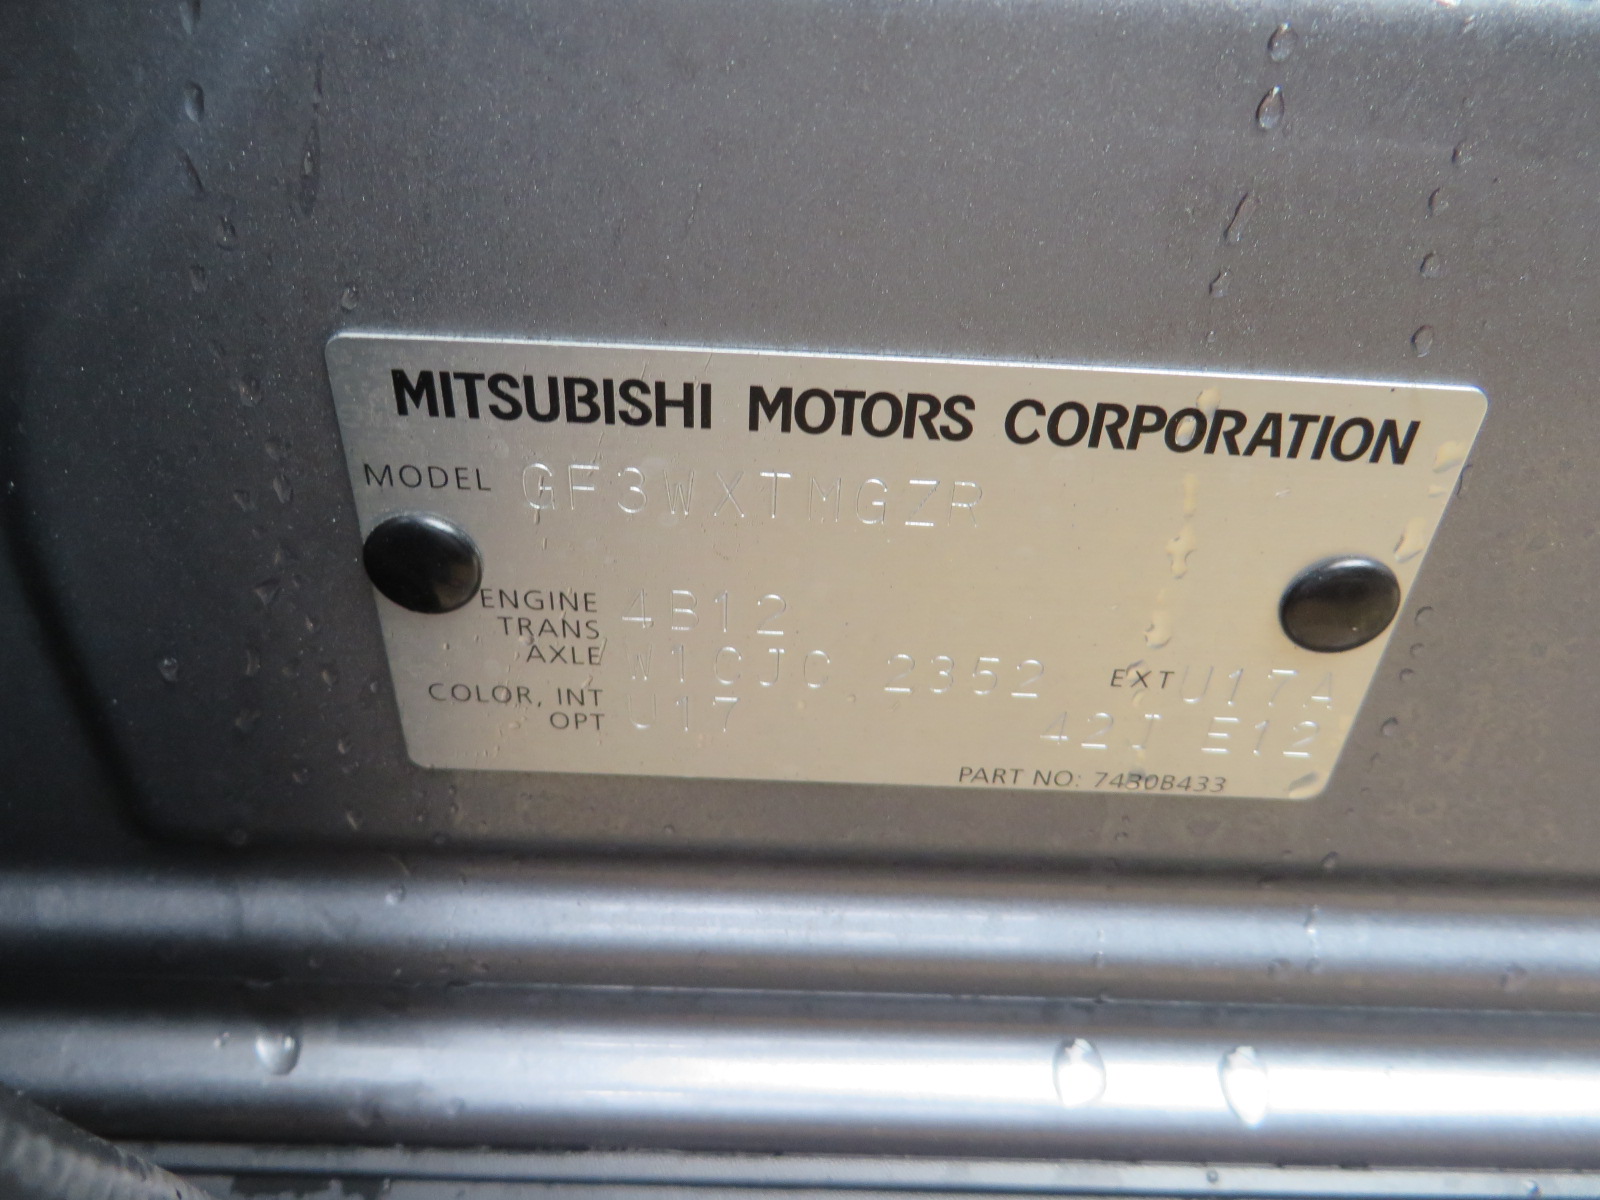 MITSUBISHI MOTORS CORPORATION
MODEL GF3WXTMGZR
ENGINE 4B12
TRANS
AXLE W1CJC 2352 EXT U17A
COLOR, INT
OPT U17 42J E12
PART NO: 7430B433